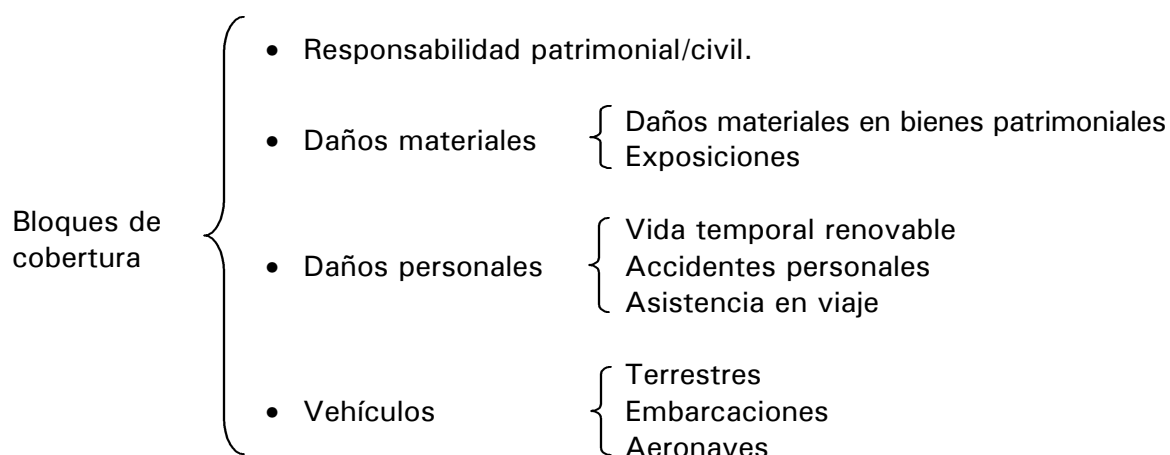 Bloques de
cobertura
• Responsabilidad patrimonial/civil.
• Daños materiales
Daños materiales en bienes patrimoniales
Exposiciones
• Daños personales
Vida temporal renovable
Accidentes personales
Asistencia en viaje
• Vehículos
Terrestres
Embarcaciones
Aeronaves